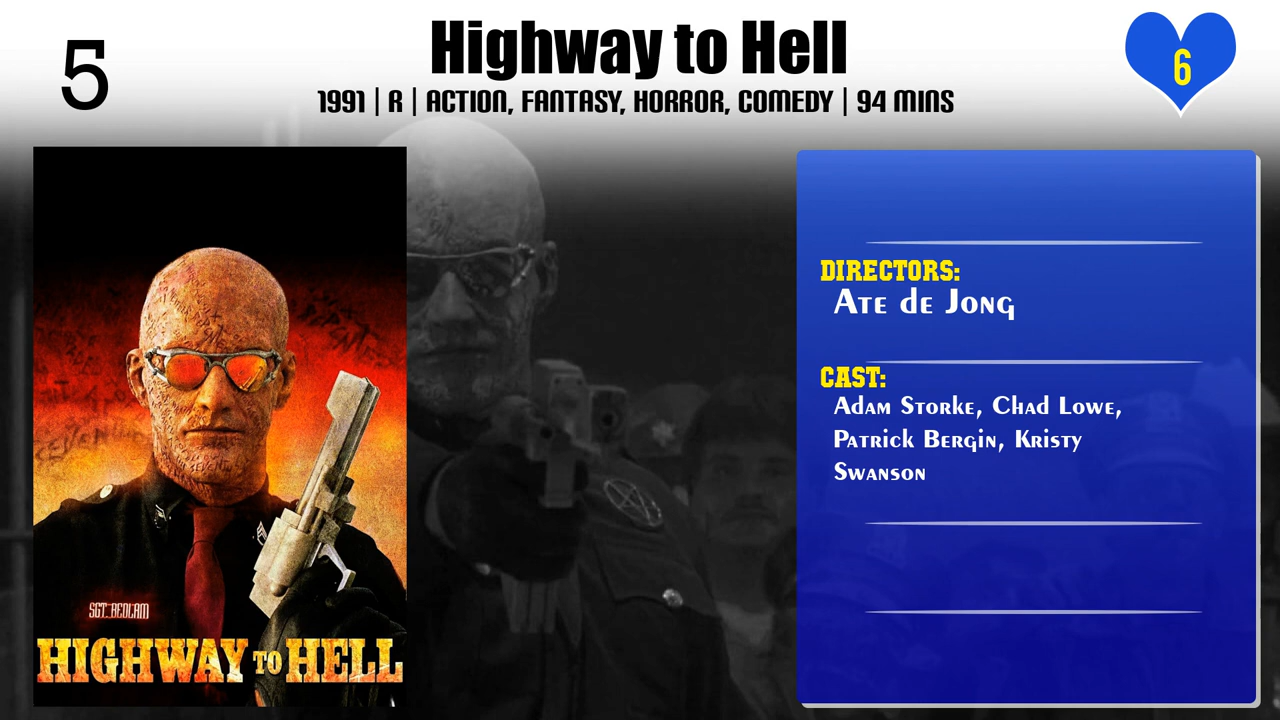 5
Highway to Hell
6
1991 | R | ACTION, FANTASY, HORROR, COMEDY | 94 MINS
DIRECTORS:
Ate de Jong
CAST:
Adam Storke, Chad Lowe,
Patrick Bergin, Kristy
Swanson
SGT. BEDLAM
HIGHWAY TO HELL